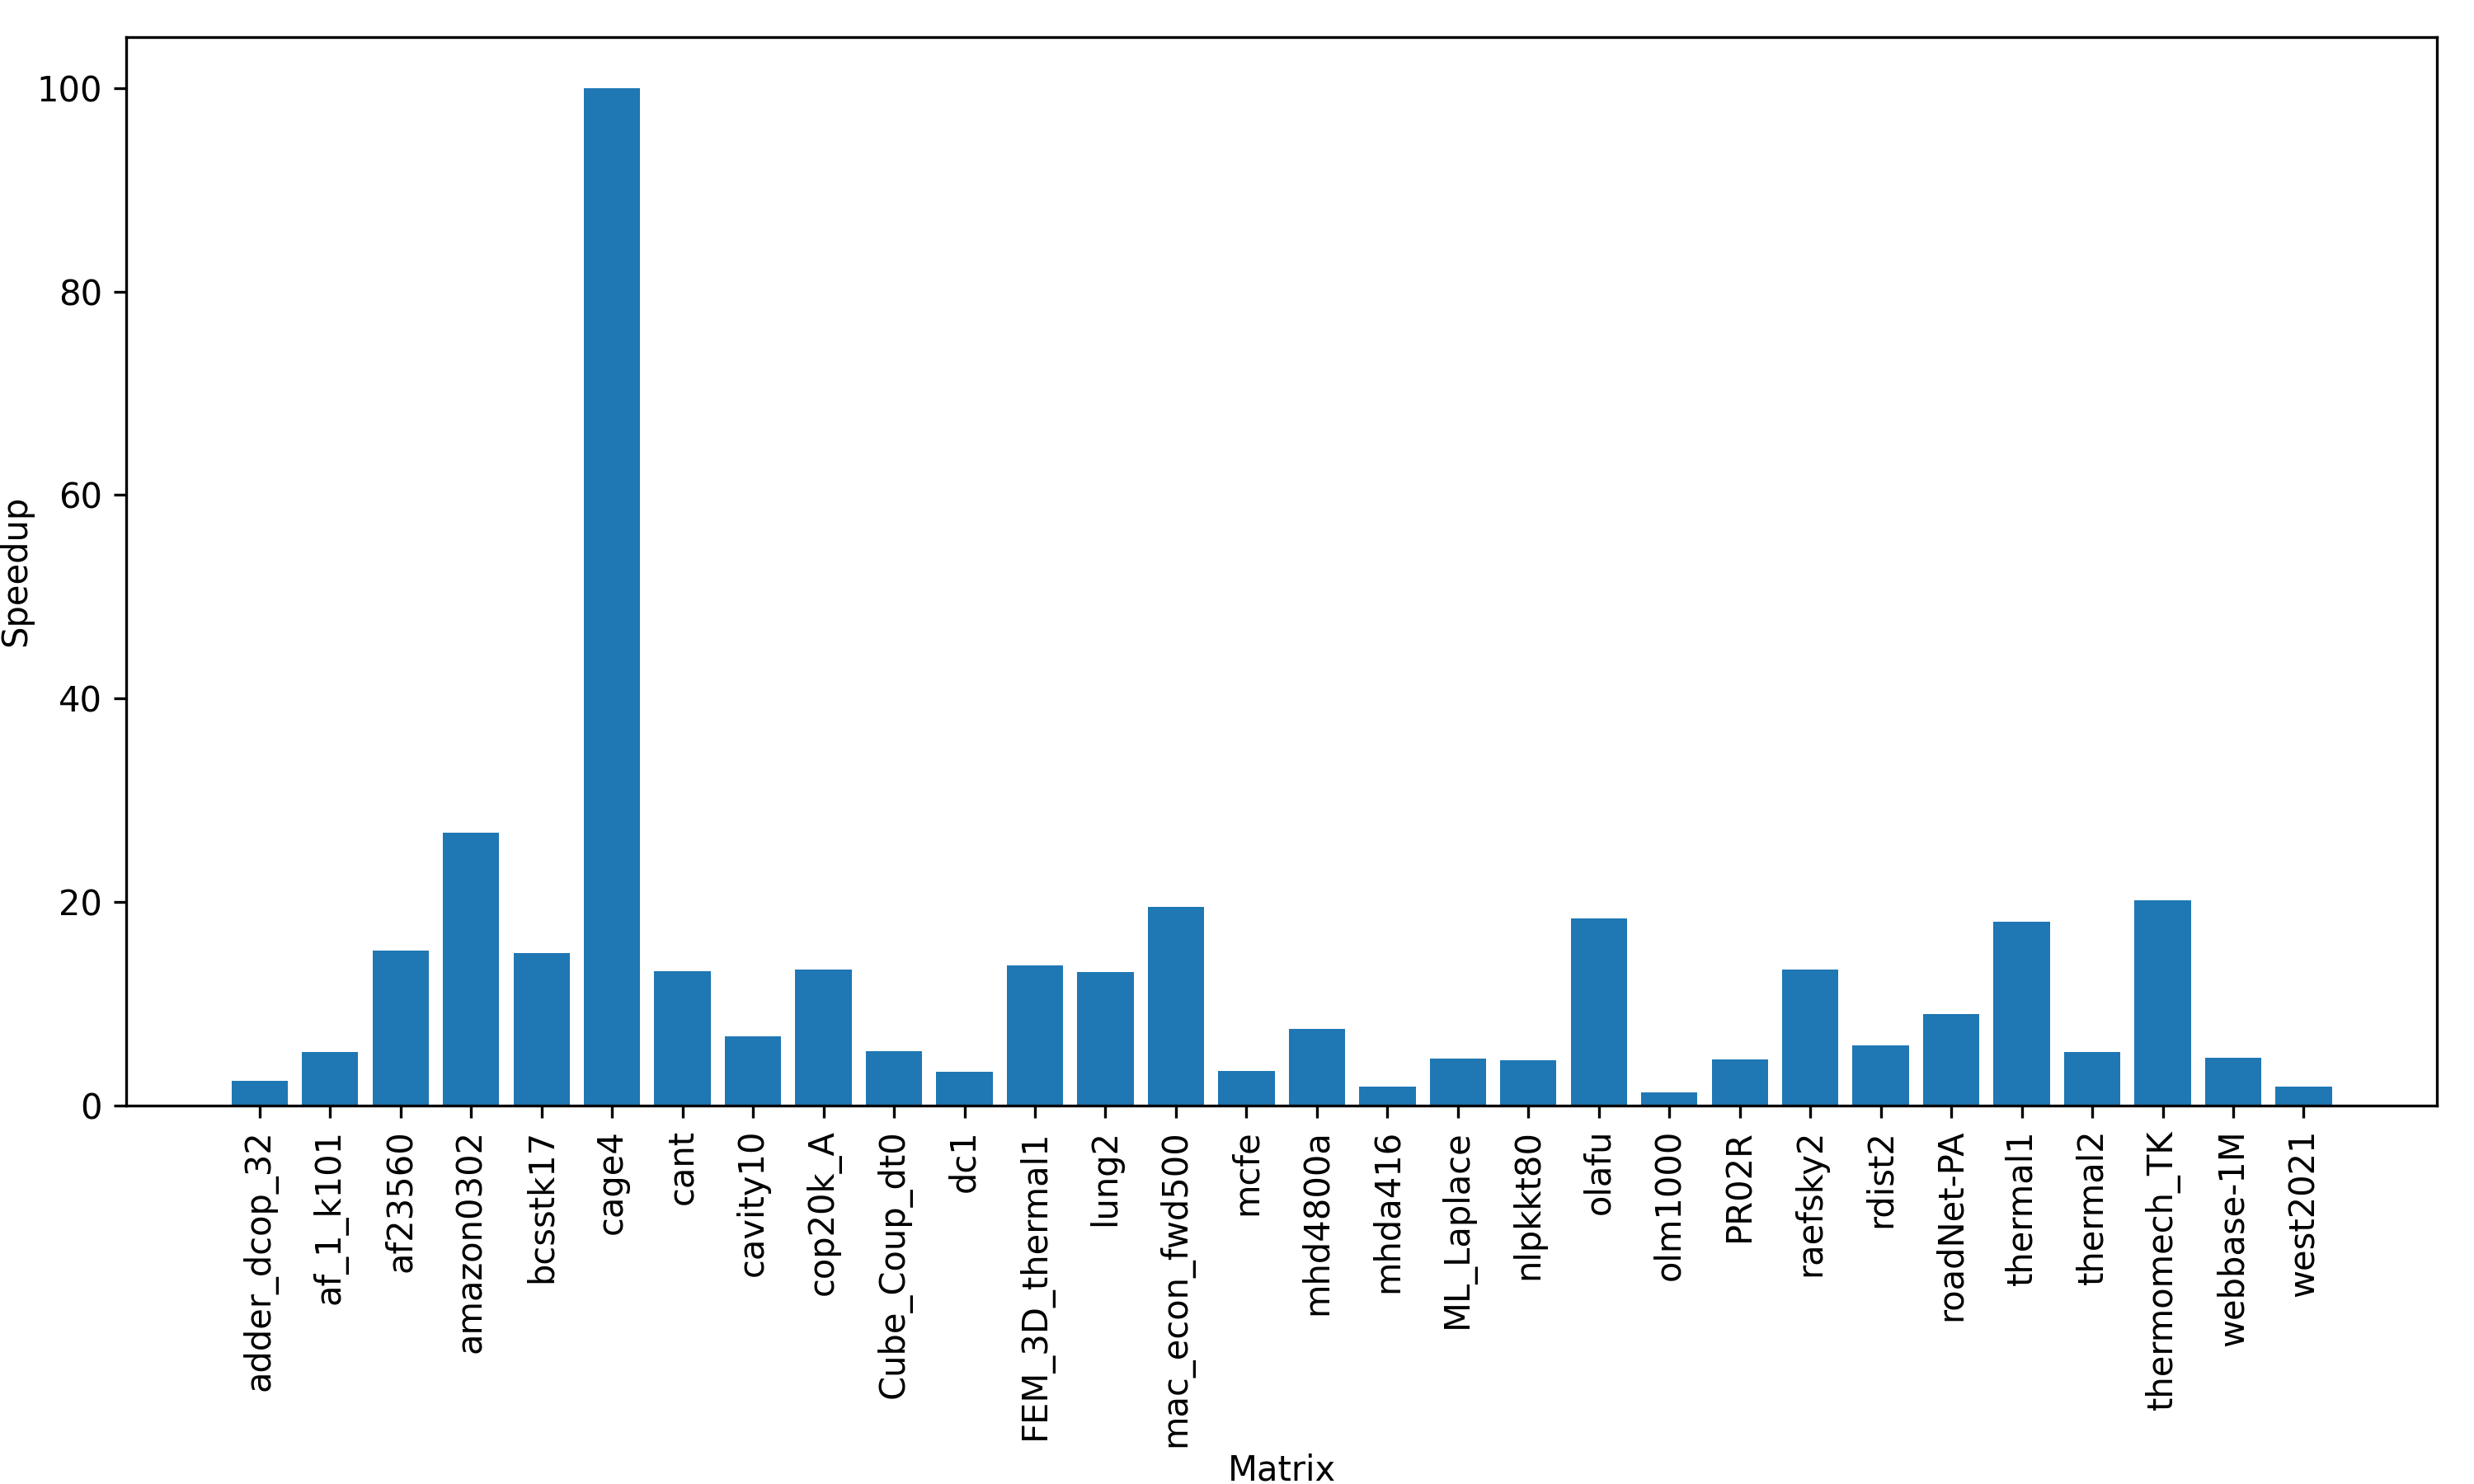 100
80
60
40
20
0
Speedup
adder_dcop_32
af_1_k101
af23560
amazon0302
bcsstk17
cage4
cant
cavity10
cop20k_A
Cube_Coup_dt0
dc1
FEM_3D_thermal1
lung2
mac_econ_fwd500
mcfe
mhd4800a
mhda416
ML_Laplace
nlpkkt80
olafu
olm1000
PR02R
raefsky2
rdist2
roadNet-PA
thermal1
thermal2
thermomech_TK
webbase-1M
west2021
Matrix